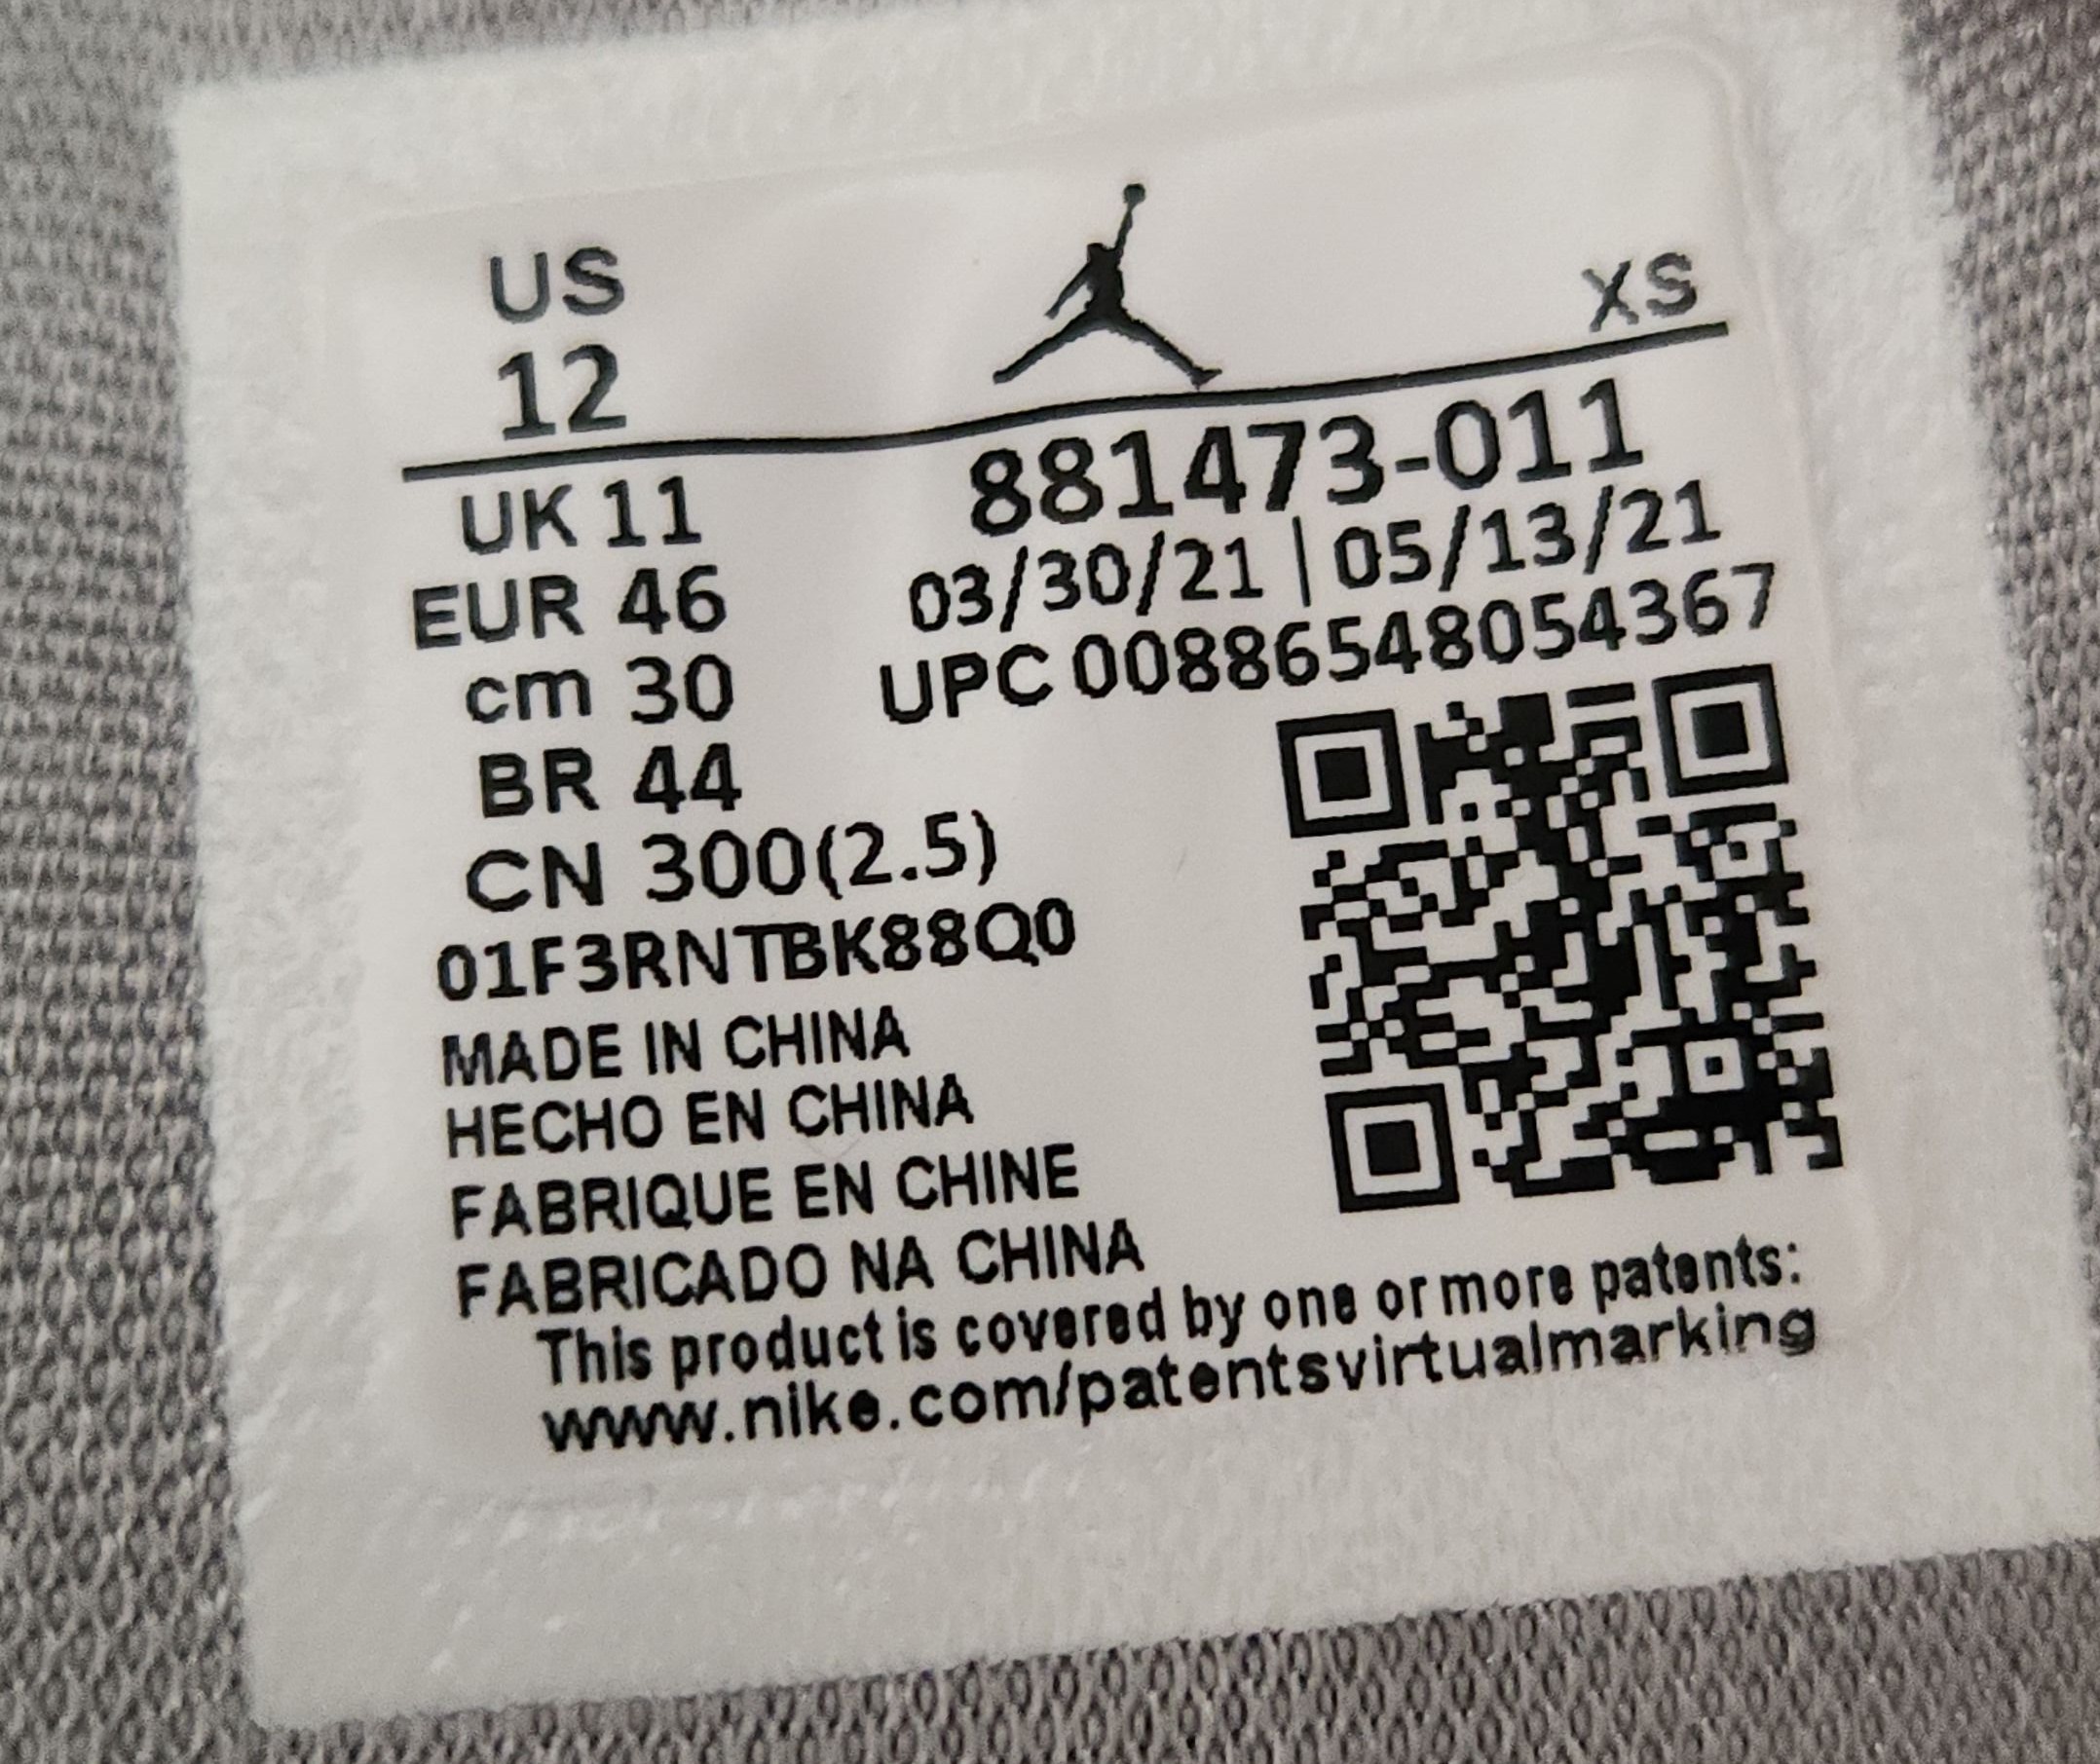 US
XS
12
881473-011
UK 11
03/30/21 | 05/13/21
EUR 46
UPC 00886548054367
cm 30
BR 44
CN 300(2.5)
01F3RNTBK88Q0
MADE IN CHINA
HECHO EN CHINA
FABRIQUE EN CHINE
FABRICADO NA CHINA
This product is covered by one or more patents:
www.nike.com/patentsvirtualmarking